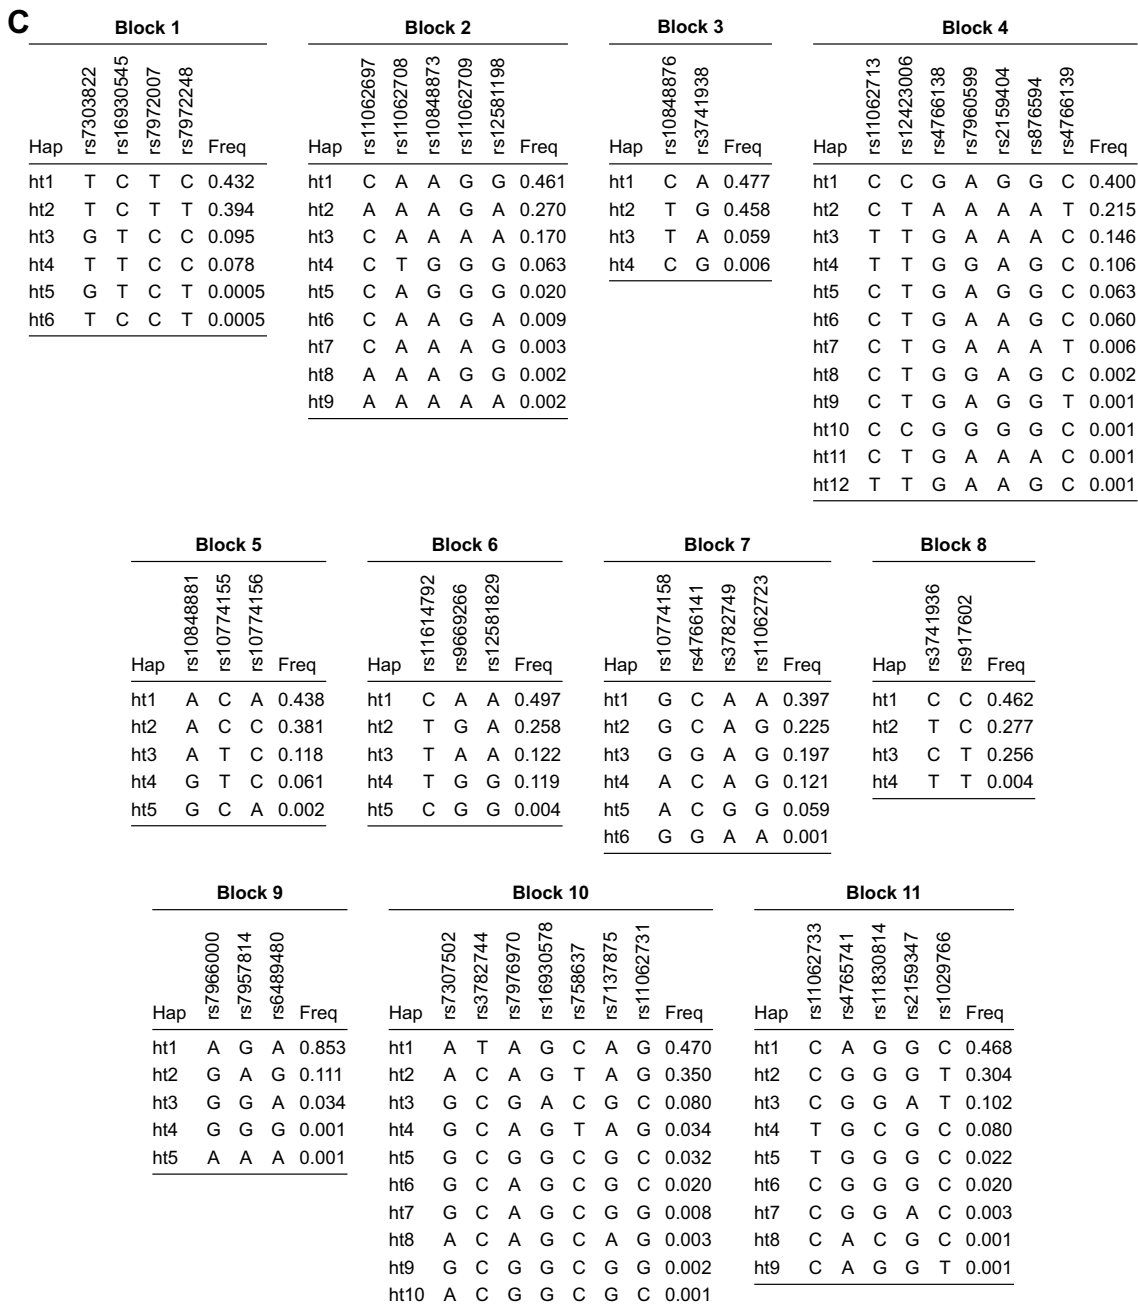 C
Block 1
Hap rs7303822 rs16930545 rs7972007 rs7972248 Freq
ht1 T C T C 0.432
ht2 T C T T 0.394
ht3 G T C C 0.095
ht4 T T C C 0.078
ht5 G T C T 0.0005
ht6 T C C T 0.0005
Block 2
Hap rs11062697 rs11062708 rs10848873 rs11062709 rs12581198 Freq
ht1 C A A G G 0.461
ht2 A A A G A 0.270
ht3 C A A A A 0.170
ht4 C T G G G 0.063
ht5 C A G G G 0.020
ht6 C A A G A 0.009
ht7 C A A A G 0.003
ht8 A A A G G 0.002
ht9 A A A A A 0.002
Block 3
Hap rs10848876 rs3741938 Freq
ht1 C A 0.477
ht2 T G 0.458
ht3 T A 0.059
ht4 C G 0.006
Block 4
Hap rs11062713 rs12423006 rs4766138 rs7960599 rs2159404 rs876594 rs4766139 Freq
ht1 C C G A G G C 0.400
ht2 C T A A A A T 0.215
ht3 T T G A A A C 0.146
ht4 T T G G A G C 0.106
ht5 C T G A G G C 0.063
ht6 C T G A A G C 0.060
ht7 C T G A A A T 0.006
ht8 C T G G A G C 0.002
ht9 C T G A G G T 0.001
ht10 C C G G G G C 0.001
ht11 C T G A A A C 0.001
ht12 T T G A A G C 0.001
Block 5
Hap rs10848881 rs10774155 rs10774156 Freq
ht1 A C A 0.438
ht2 A C C 0.381
ht3 A T C 0.118
ht4 G T C 0.061
ht5 G C A 0.002
Block 6
Hap rs11614792 rs9669266 rs12581829 Freq
ht1 C A A 0.497
ht2 T G A 0.258
ht3 T A A 0.122
ht4 T G G 0.119
ht5 C G G 0.004
Block 7
Hap rs10774158 rs4766141 rs3782749 rs11062723 Freq
ht1 G C A A 0.397
ht2 G C A G 0.225
ht3 G G A G 0.197
ht4 A C A G 0.121
ht5 A C G G 0.059
ht6 G G A A 0.001
Block 8
Hap rs3741936 rs917602 Freq
ht1 C C 0.462
ht2 T C 0.277
ht3 C T 0.256
ht4 T T 0.004
Block 9
Hap rs7966000 rs7957814 rs6489480 Freq
ht1 A G A 0.853
ht2 G A G 0.111
ht3 G G A 0.034
ht4 G G G 0.001
ht5 A A A 0.001
Block 10
Hap rs7307502 rs3782744 rs7976970 rs16930578 rs758637 rs7137875 rs11062731 Freq
ht1 A T A G C A G 0.470
ht2 A C A G T A G 0.350
ht3 G C G A C G C 0.080
ht4 G C A G T A G 0.034
ht5 G C G G C G C 0.032
ht6 G C A G C G C 0.020
ht7 G C A G C G G 0.008
ht8 A C A G C A G 0.003
ht9 G C G G C G G 0.002
ht10 A C G G C G C 0.001
Block 11
Hap rs11062733 rs4765741 rs11830814 rs2159347 rs1029766 Freq
ht1 C A G G C 0.468
ht2 C G G G T 0.304
ht3 C G G A T 0.102
ht4 T G C G C 0.080
ht5 T G G G C 0.022
ht6 C G G G C 0.020
ht7 C G G A C 0.003
ht8 C A C G C 0.001
ht9 C A G G T 0.001